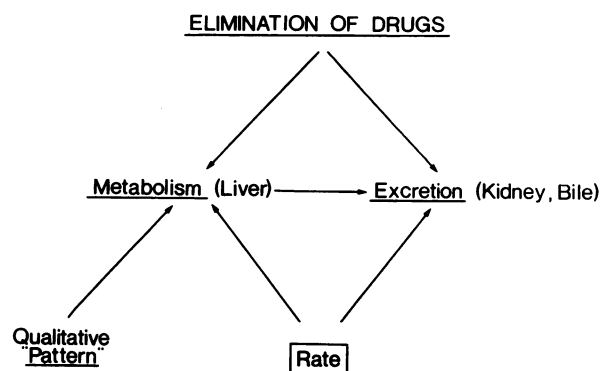 ELIMINATION OF DRUGS
Metabolism (Liver)
Excretion (Kidney, Bile)
Qualitative
"Pattern"
Rate